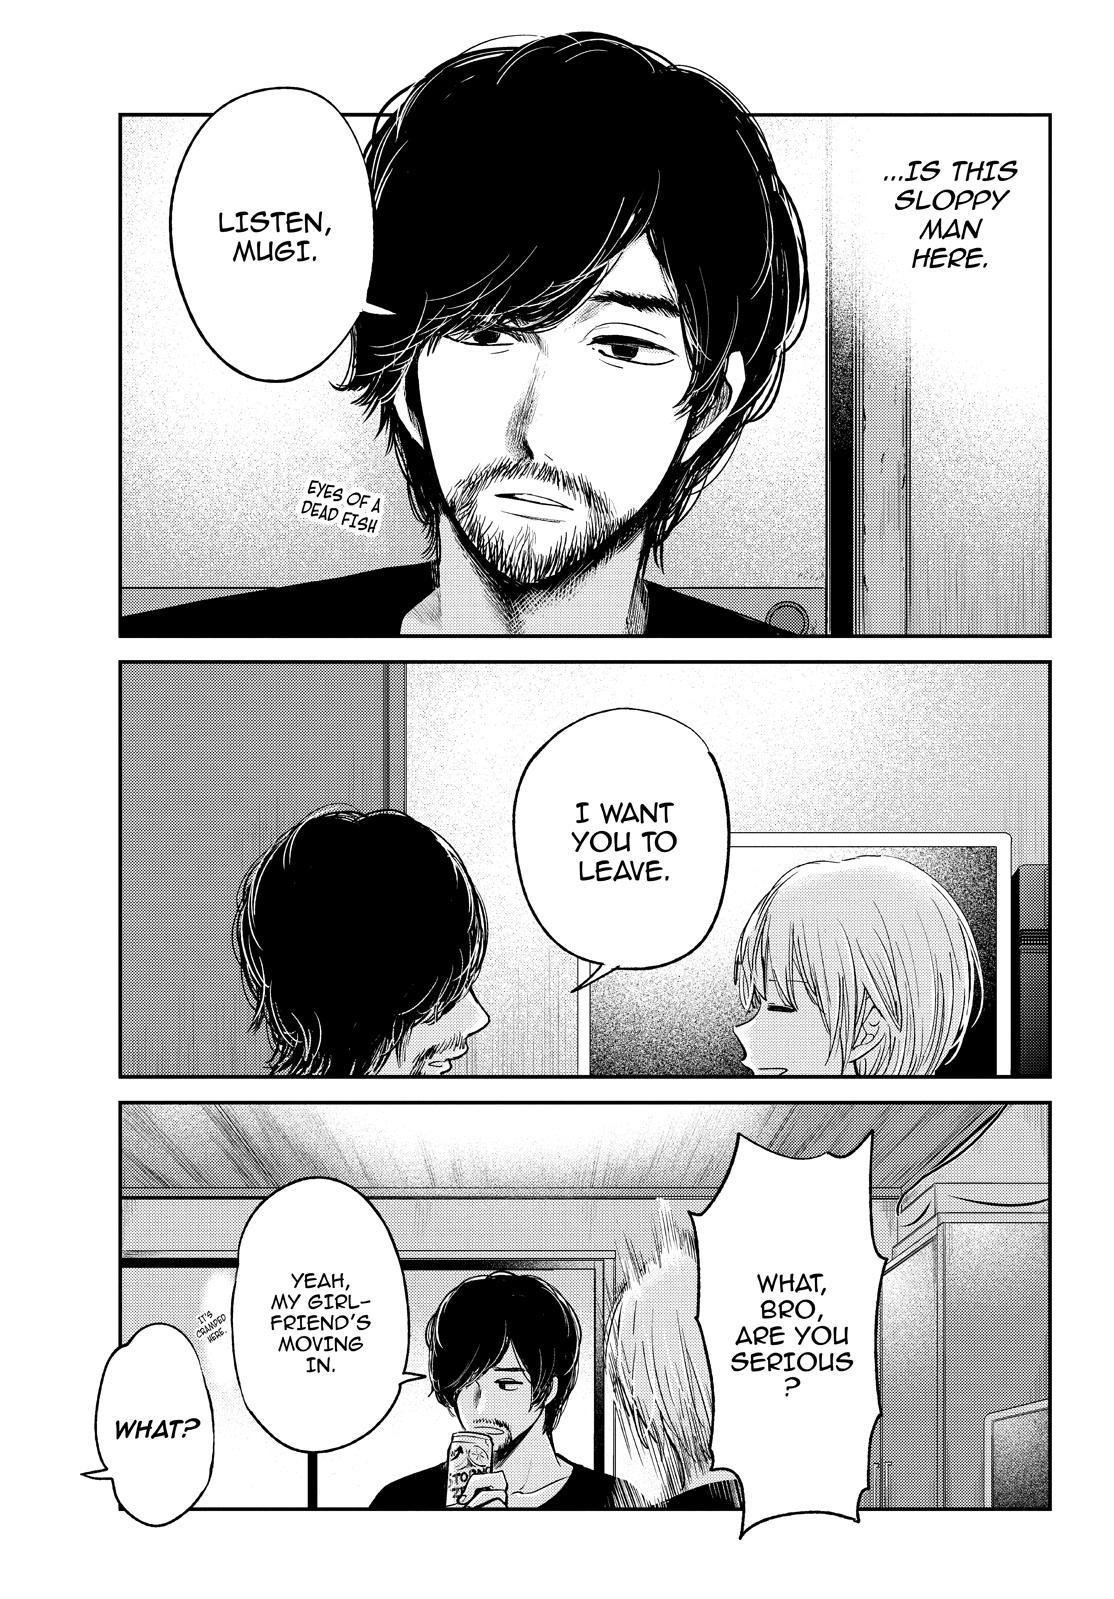 ...IS THIS
SLOPPY
MAN
HERE.
LISTEN,
MUGI.
EYES OF A
DEAD FISH
I WANT
YOU TO
LEAVE.
WHAT,
BRO,
ARE YOU
SERIOUS
?
YEAH,
MY GIRL-
FRIEND'S
MOVING
IN.
IT'S
CRAMPED
HERE.
WHAT?